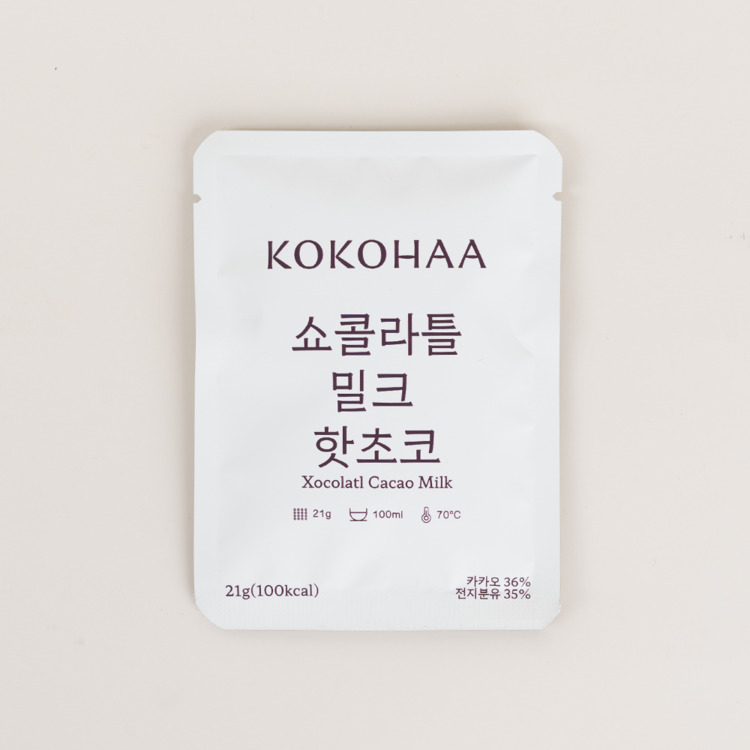 KOKOHAA
쇼콜라틀
밀크
핫초코
Xocolatl Cacao Milk
21g 100ml 70°C
21g(100kcal)
카카오 36%
전지분유 35%